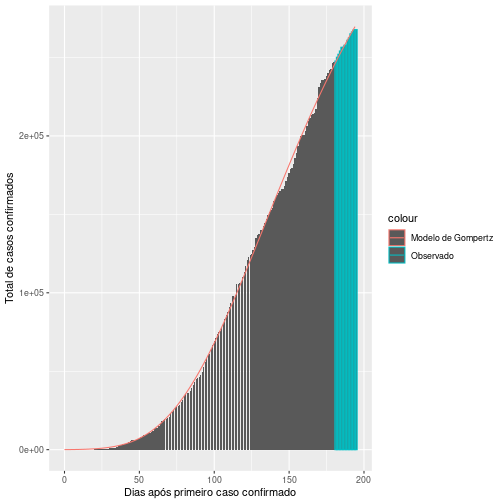 Total de casos confirmados
2e+05
1e+05
0e+00
0
50
100
150
200
Dias após primeiro caso confirmado
colour
Modelo de Gompertz
Observado